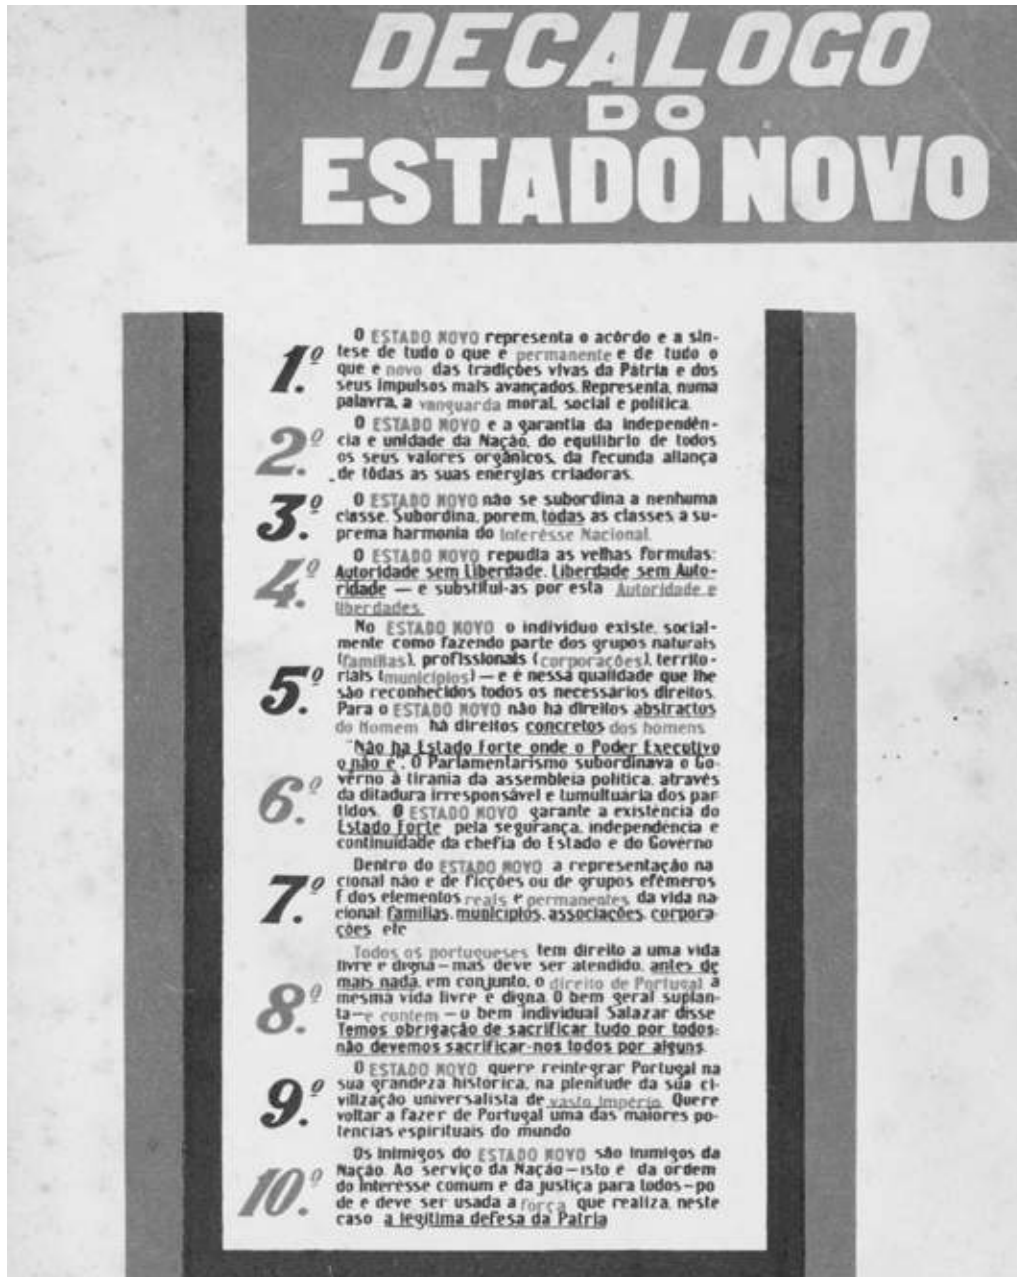 DECALOGO
DO
ESTADO NOVO
1.º
O ESTADO NOVO representa o acôrdo e a sin-
tese de tudo o que e permanente e de tudo o
que e novo das tradições vivas da Pátria e dos
seus impulsos mais avançados. Representa, numa
palavra, a vanguarda moral, social e politica.
2.º
O ESTADO NOVO e a garantia da independên-
cia e unidade da Nação, do equilibrio de todos
os seus valores orgânicos, da fecunda aliança
de tôdas as suas energias criadoras.
3.º
O ESTADO NOVO não se subordina a nenhuma
classe. Subordina, porem, todas as classes a su-
prema harmonia do Interêsse Nacional.
4.º
O ESTADO NOVO repudia as velhas formulas:
Autoridade sem Liberdade, Liberdade sem Auto-
ridade — e substitui-as por esta Autoridade e
liberdades.
5.º
No ESTADO NOVO o individuo existe, social-
mente como fazendo parte dos grupos naturais
(familias), profissionais (corporações), territo-
riais (municipios) — e é nessa qualidade que lhe
são reconhecidos todos os necessários direitos.
Para o ESTADO NOVO não há direitos abstractos
do Homem há direitos concretos dos homens
6.º
"Não ha Estado Forte onde o Poder Executivo
o não e". O Parlamentarismo subordinava o Go-
vêrno à tirania da assembleia politica, através
da ditadura irresponsável e tumultuária dos par
tidos. O ESTADO NOVO garante a existência do
Estado Forte pela segurança, independência e
continuidade da chefia do Estado e do Governo
7.º
Dentro do ESTADO NOVO a representação na
cional não e de ficções ou de grupos efêmeros
É dos elementos reais e permanentes da vida na-
cional: familias, municipios, associações, corpora-
ções etc
8.º
Todos os portugueses tem direito a uma vida
livre e digna — mas deve ser atendido, antes de
mais nada, em conjunto, o direito de Portugal à
mesma vida livre e digna. O bem geral suplan-
ta — e contem — o bem individual Salazar disse
Temos obrigação de sacrificar tudo por todos:
não devemos sacrificar-nos todos por alguns.
9.º
O ESTADO NOVO quere reintegrar Portugal na
sua grandeza histórica, na plenitude da sua ci-
vilização universalista de vasto império. Quere
voltar a fazer de Portugal uma das maiores po-
tencias espirituais do mundo
10.º
Os inimigos do ESTADO NOVO são inimigos da
Nação. Ao serviço da Nação — isto e da ordem
do interesse comum e da justiça para todos — po
de e deve ser usada a força que realiza, neste
caso a legitima defesa da Patria